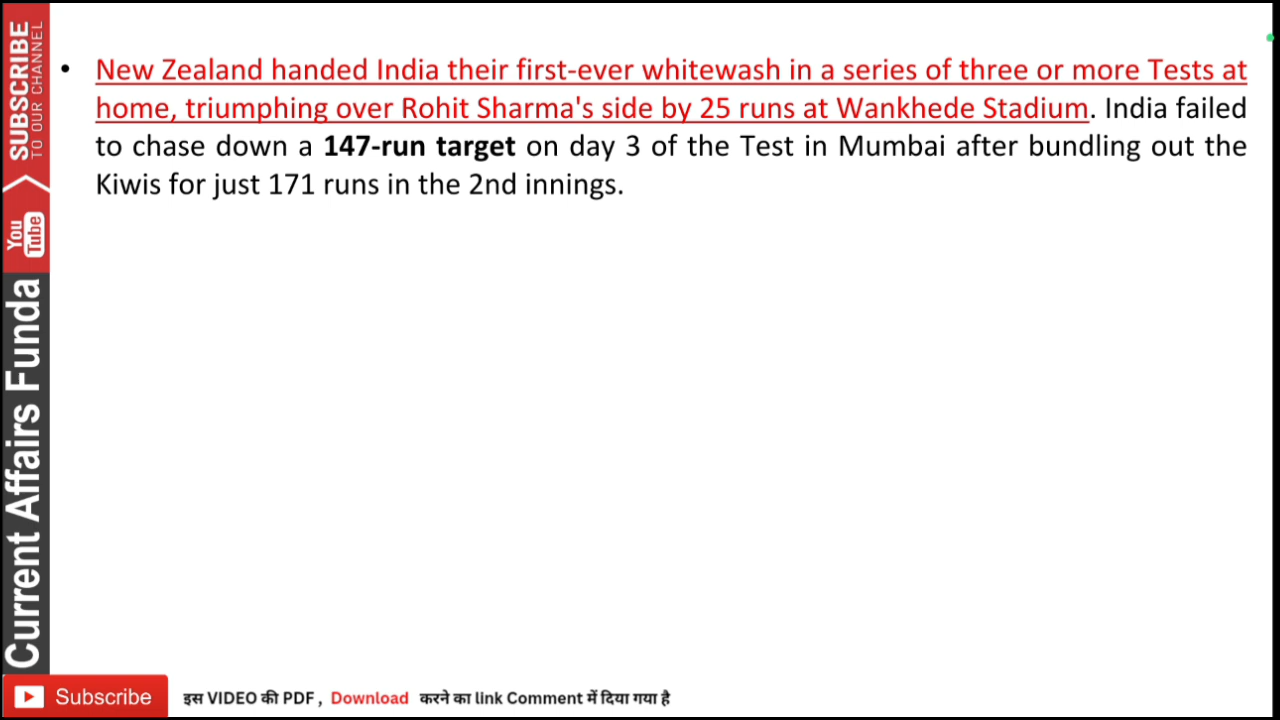 New Zealand handed India their first-ever whitewash in a series of three or more Tests at
home, triumphing over Rohit Sharma's side by 25 runs at Wankhede Stadium. India failed
to chase down a 147-run target on day 3 of the Test in Mumbai after bundling out the
Kiwis for just 171 runs in the 2nd innings.
SUBSCRIBE
TO OUR CHANNEL
You
Tube
Current Affairs Funda
Subscribe
इस VIDEO की PDF , Download करने का link Comment में दिया गया है